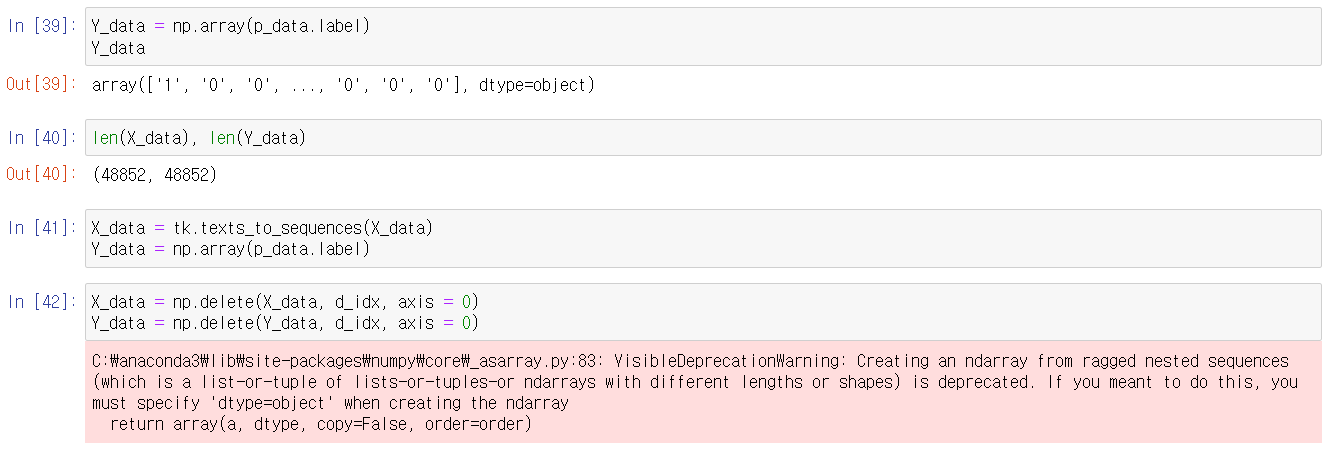 In [39]: Y_data = np.array(p_data.label)
Y_data
Out[39]: array(['1', '0', '0', ..., '0', '0', '0'], dtype=object)
In [40]: len(X_data), len(Y_data)
Out[40]: (48852, 48852)
In [41]: X_data = tk.texts_to_sequences(X_data)
Y_data = np.array(p_data.label)
In [42]: X_data = np.delete(X_data, d_idx, axis = 0)
Y_data = np.delete(Y_data, d_idx, axis = 0)
C:₩anaconda3₩lib₩site-packages₩numpy₩core₩_asarray.py:83: VisibleDeprecationWarning: Creating an ndarray from ragged nested sequences
(which is a list-or-tuple of lists-or-tuples-or ndarrays with different lengths or shapes) is deprecated. If you meant to do this, you
must specify 'dtype=object' when creating the ndarray
return array(a, dtype, copy=False, order=order)